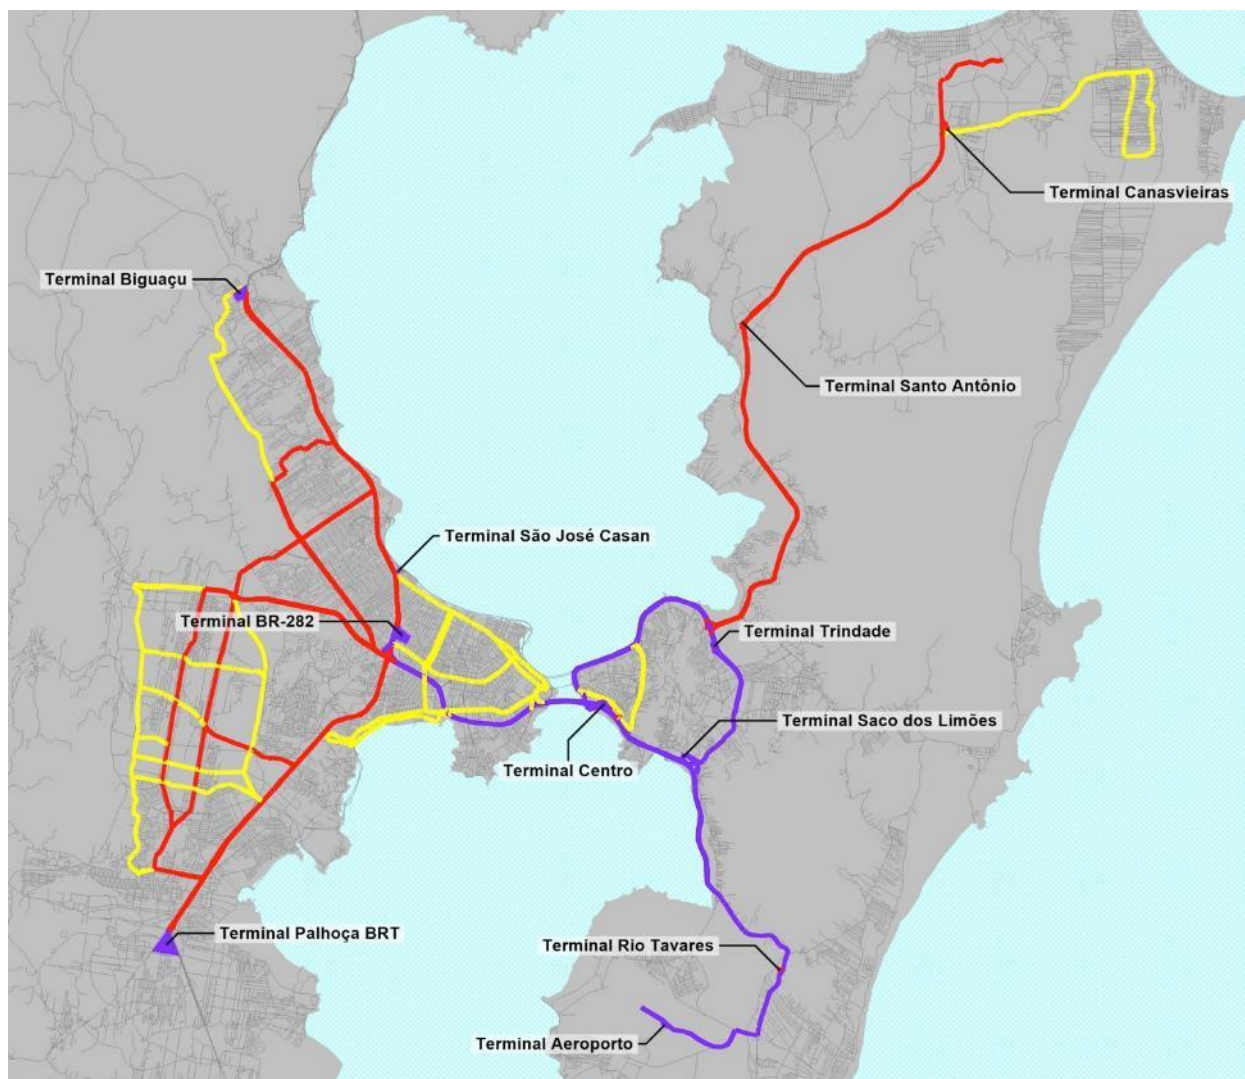 Terminal Canasvieiras
Terminal Biguaçu
Terminal Santo Antônio
Terminal São José Casan
Terminal BR-282
Terminal Trindade
Terminal Saco dos Limões
Terminal Centro
Terminal Palhoça BRT
Terminal Rio Tavares
Terminal Aeroporto